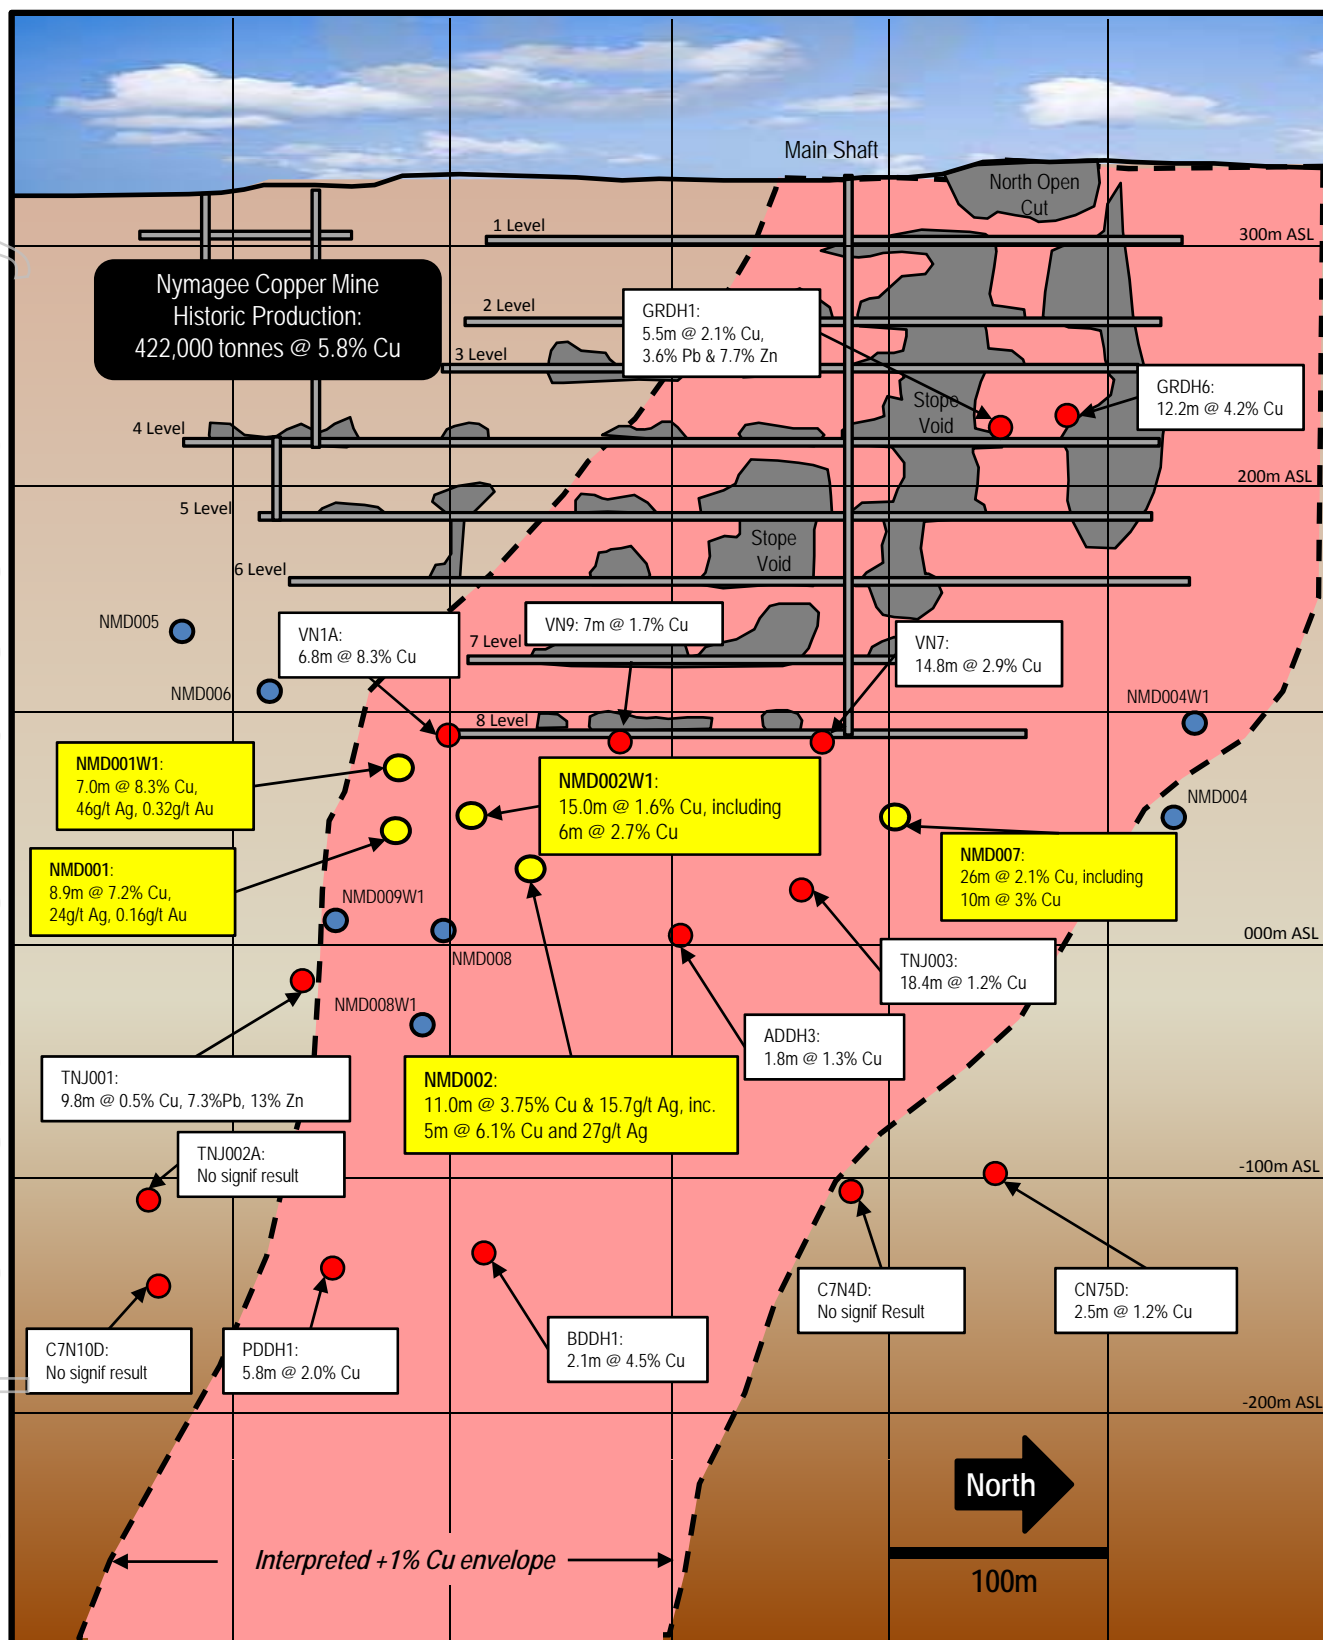 Main Shaft
North Open
Cut
1 Level
300m ASL
Nymagee Copper Mine
Historic Production:
422,000 tonnes @ 5.8% Cu
2 Level
GRDH1:
5.5m @ 2.1% Cu,
3.6% Pb & 7.7% Zn
3 Level
GRDH6:
12.2m @ 4.2% Cu
Stope
Void
4 Level
200m ASL
5 Level
Stope
Void
6 Level
NMD005
VN1A:
6.8m @ 8.3% Cu
VN9: 7m @ 1.7% Cu
7 Level
VN7:
14.8m @ 2.9% Cu
NMD006
NMD004W1
8 Level
NMD001W1:
7.0m @ 8.3% Cu,
46g/t Ag, 0.32g/t Au
NMD002W1:
15.0m @ 1.6% Cu, including
6m @ 2.7% Cu
NMD004
NMD001:
8.9m @ 7.2% Cu,
24g/t Ag, 0.16g/t Au
NMD007:
26m @ 2.1% Cu, including
10m @ 3% Cu
NMD009W1
000m ASL
NMD008
TNJ003:
18.4m @ 1.2% Cu
NMD008W1
ADDH3:
1.8m @ 1.3% Cu
TNJ001:
9.8m @ 0.5% Cu, 7.3%Pb, 13% Zn
NMD002:
11.0m @ 3.75% Cu & 15.7g/t Ag, inc.
5m @ 6.1% Cu and 27g/t Ag
TNJ002A:
No signif result
-100m ASL
C7N4D:
No signif Result
CN75D:
2.5m @ 1.2% Cu
C7N10D:
No signif result
PDDH1:
5.8m @ 2.0% Cu
BDDH1:
2.1m @ 4.5% Cu
-200m ASL
North
Interpreted +1% Cu envelope
100m